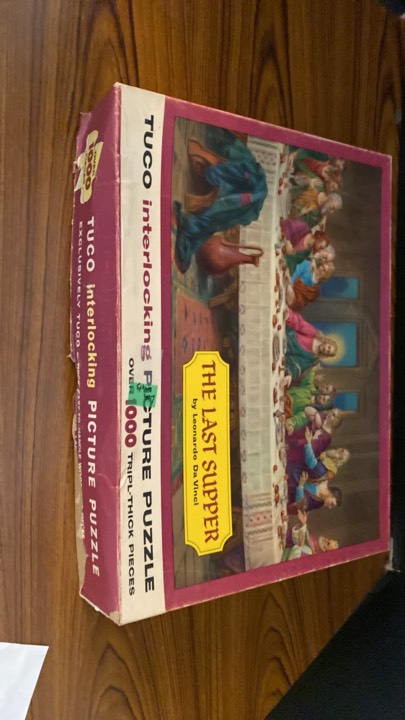 THE LAST SUPPER
by Leonardo Da Vinci
TUCO interlocking PICTURE PUZZLE
OVER 1000 TRIPL-THICK PIECES
TUCO interlocking PICTURE PUZZLE
EXCLUSIVELY TUCO